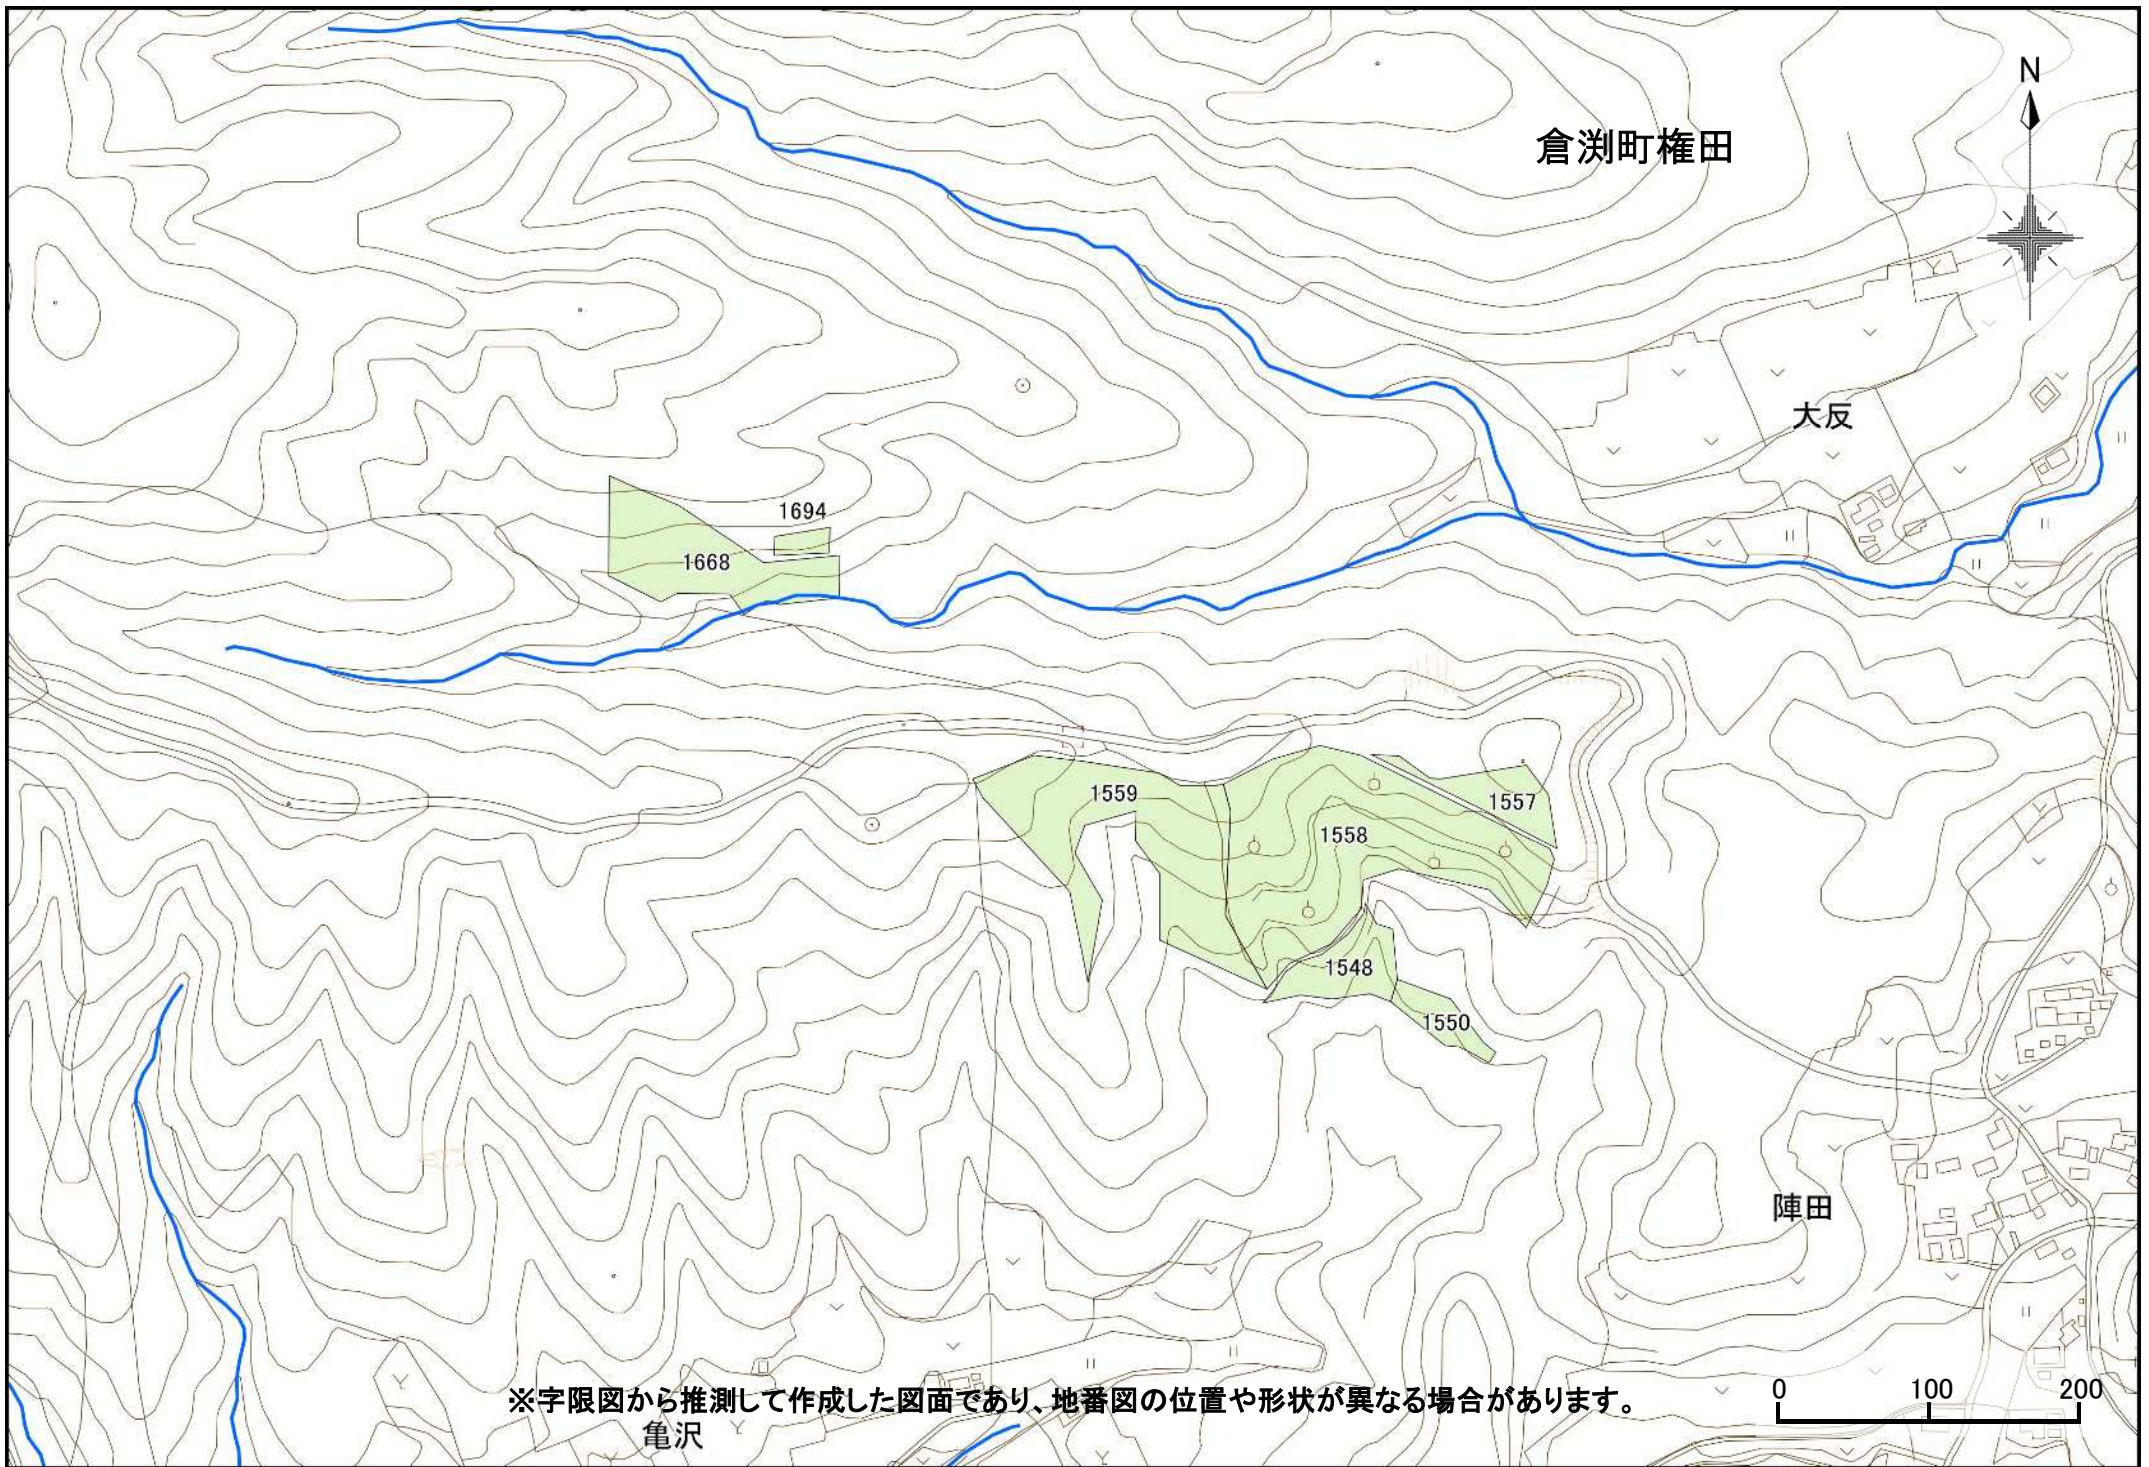 N
倉渕町権田
大反
1694
1668
1559
1557
1558
1548
1550
陣田
0 100 200
※字限図から推測して作成した図面であり、地番図の位置や形状が異なる場合があります。
亀沢